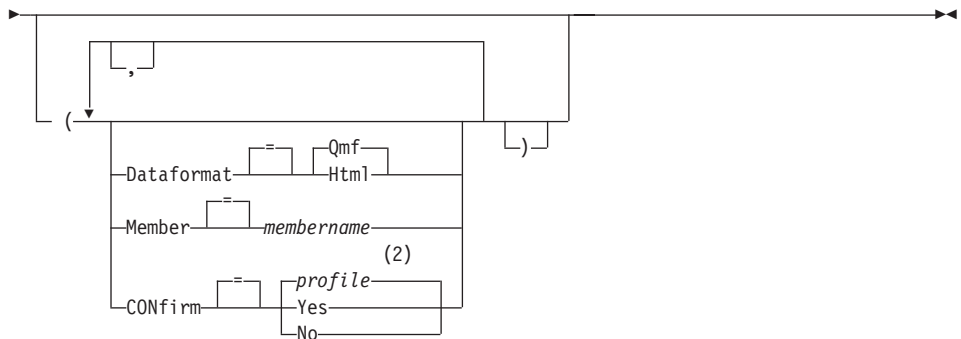 ,
(
)
=
Qmf
Dataformat
Html
=
Member
membername
(2)
=
profile
CONfirm
Yes
No